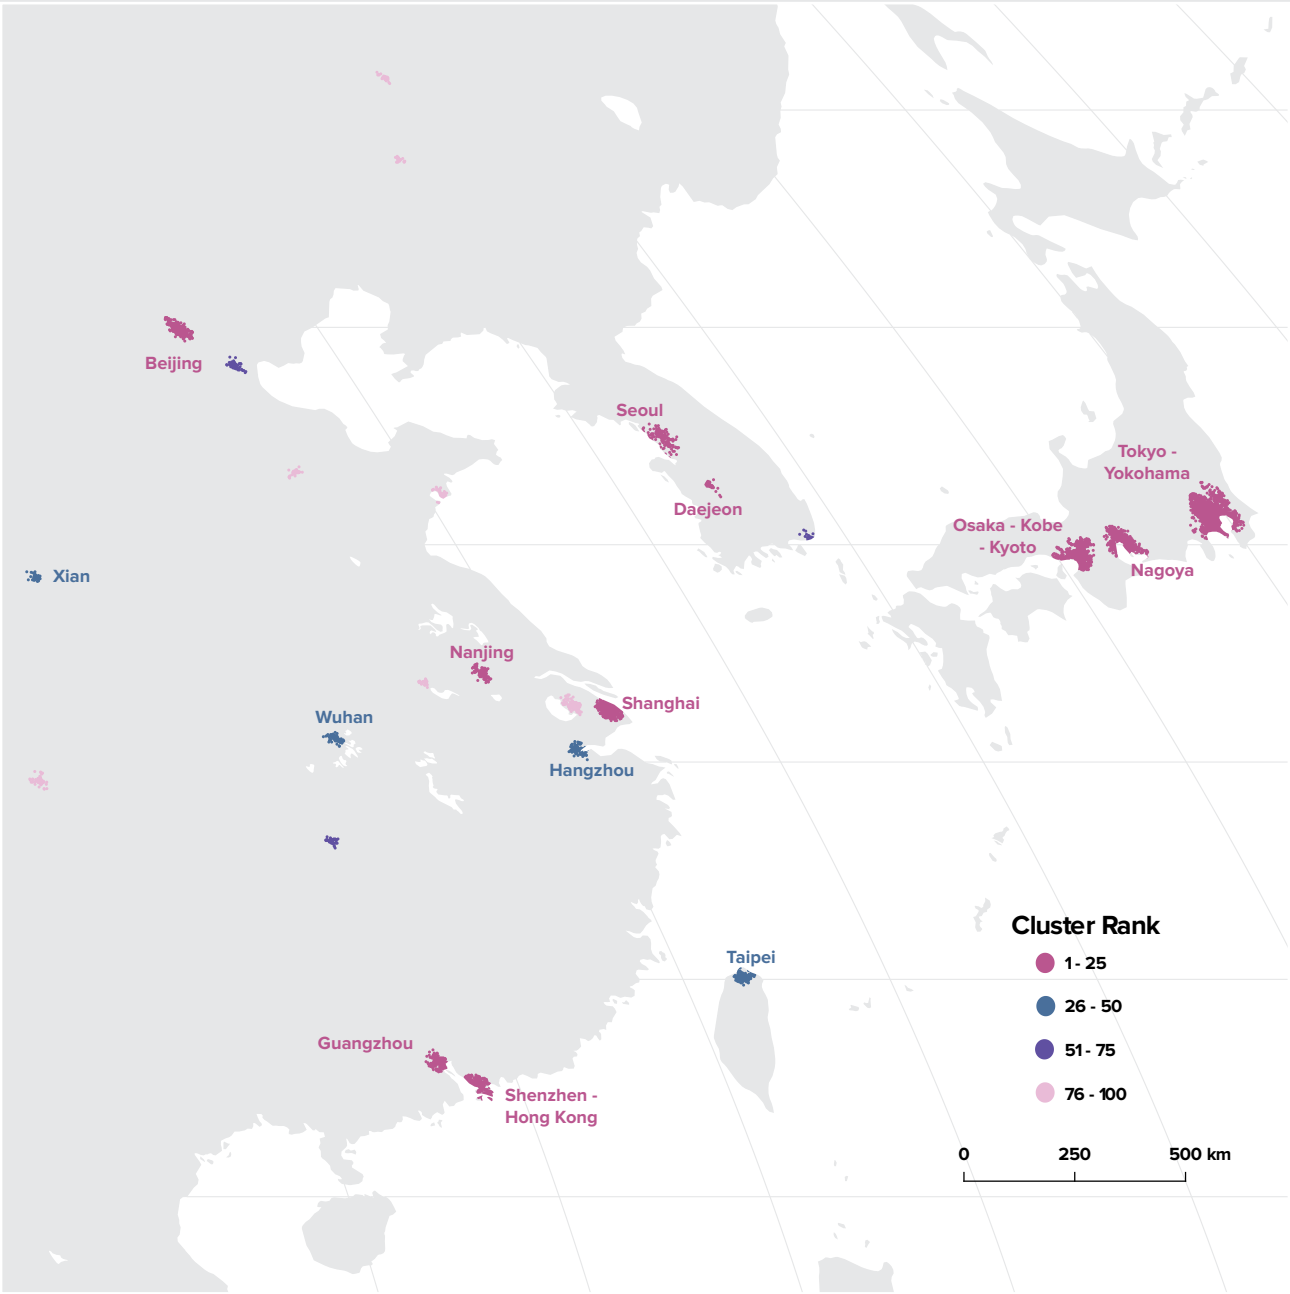 Beijing
Seoul
Daejeon
Tokyo -
Yokohama
Osaka - Kobe
- Kyoto
Nagoya
Xian
Nanjing
Shanghai
Wuhan
Hangzhou
Taipei
Guangzhou
Shenzhen -
Hong Kong
Cluster Rank
1 - 25
26 - 50
51 - 75
76 - 100
0 250 500 km